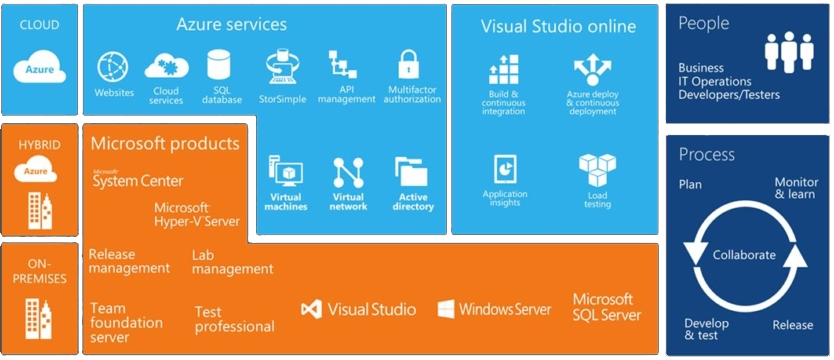 CLOUD
Azure
Azure services
Websites
Cloud
services
SQL
database
StorSimple
API
management
Multifactor
authorization
Virtual
machines
Virtual
network
Active
directory
Visual Studio online
Build &
continuous
integration
Azure deploy
& continuous
deployment
Application
insights
Load
testing
People
Business
IT Operations
Developers/Testers
HYBRID
Azure
Microsoft products
Microsoft
System Center
Microsoft
Hyper-V Server
ON-
PREMISES
Release
management
Lab
management
Team
foundation
server
Test
professional
Visual Studio
Windows Server
Microsoft
SQL Server
Process
Plan
Monitor
& learn
Collaborate
Develop
& test
Release